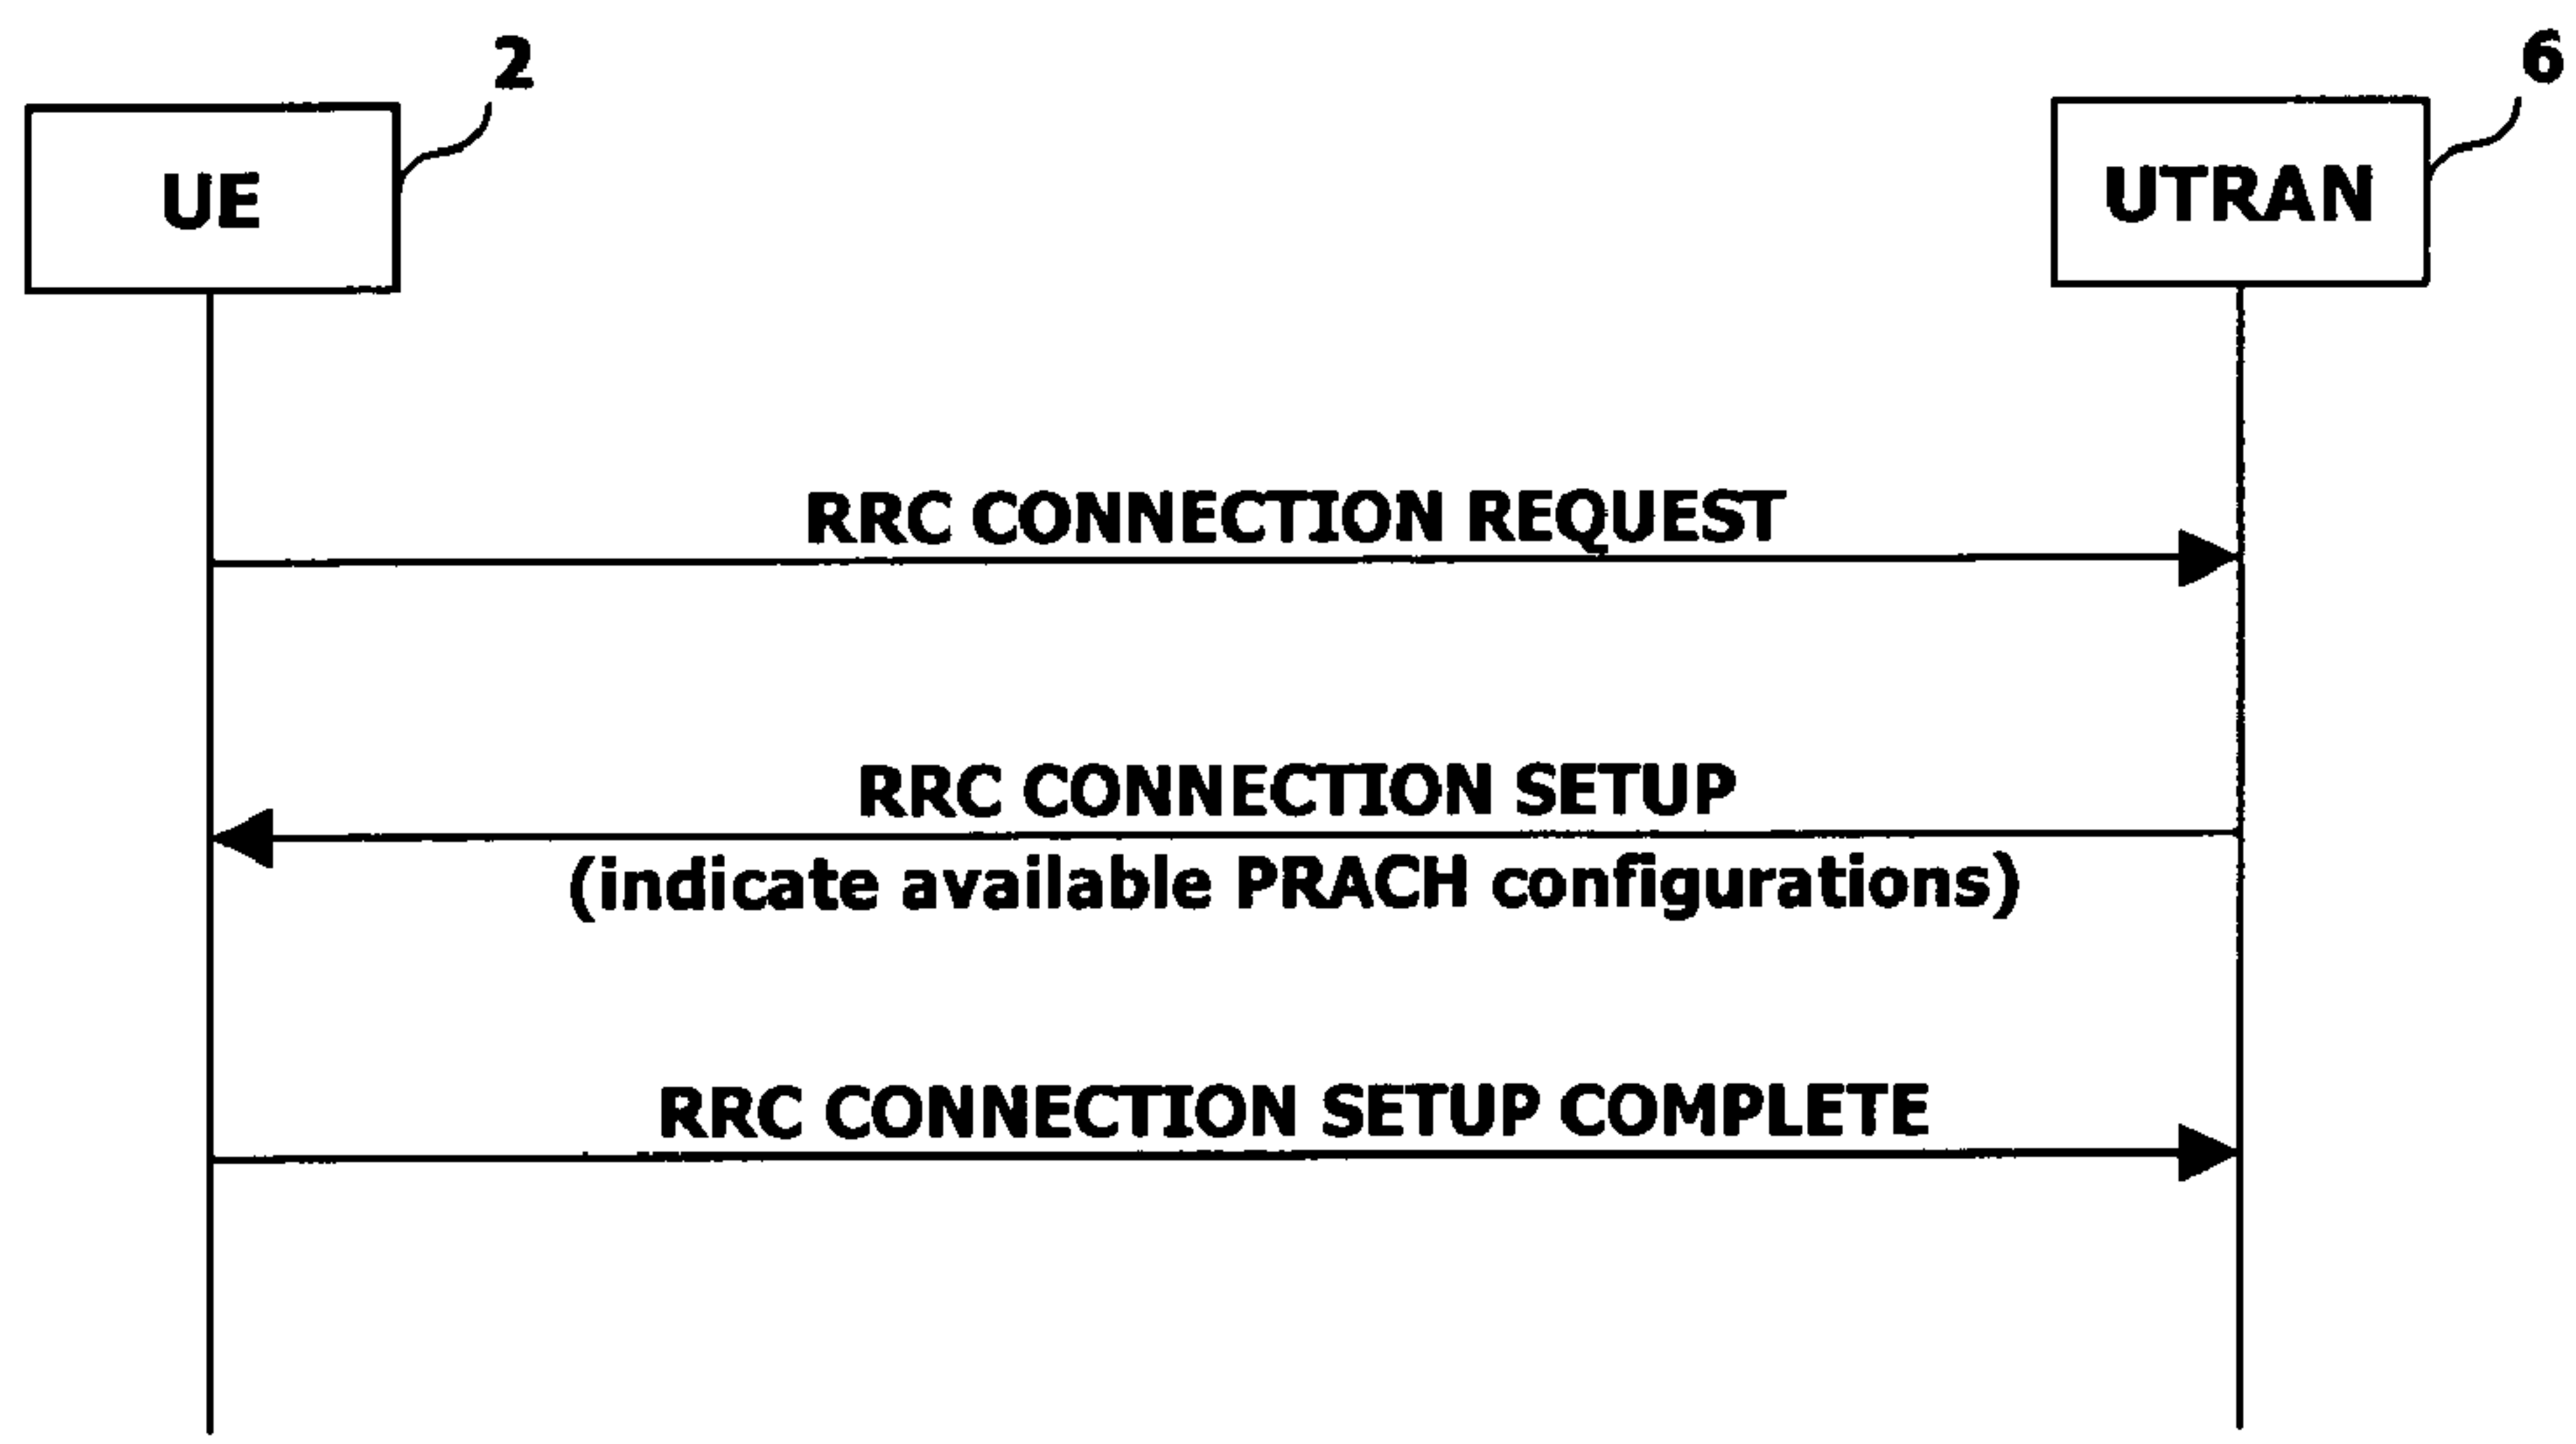 2
6
UE
UTRAN
RRC CONNECTION REQUEST
RRC CONNECTION SETUP
(indicate available PRACH configurations)
RRC CONNECTION SETUP COMPLETE